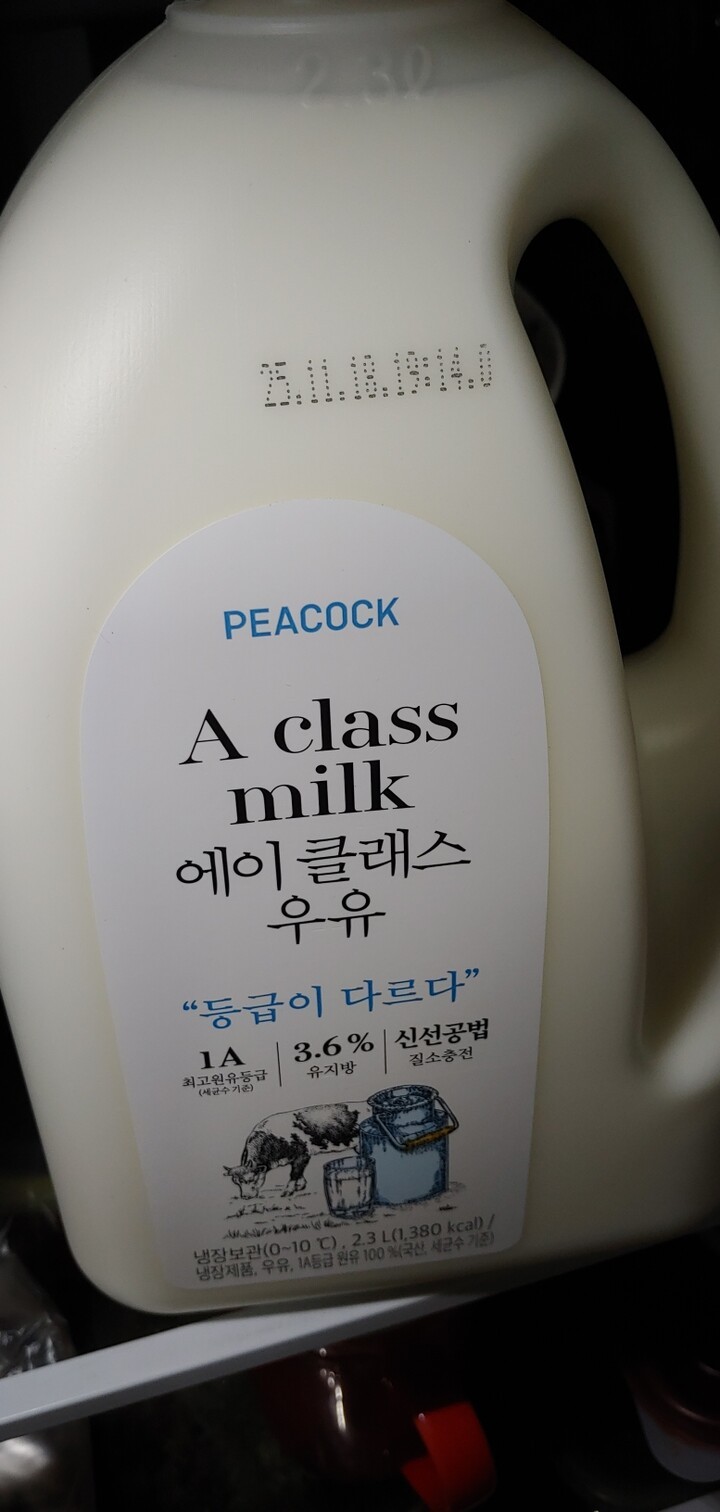 2.3ℓ
25.11.18.19:14.0
PEACOCK
A class
milk
에이 클래스
우유
“등급이 다르다”
1A
최고원유등급
(세균수기준)
3.6%
유지방
신선공법
질소충전
냉장보관(0~10 ℃) , 2.3 L(1,380 kcal) /
냉장제품, 우유, 1A등급 원유 100 %(국산, 세균수 기준)